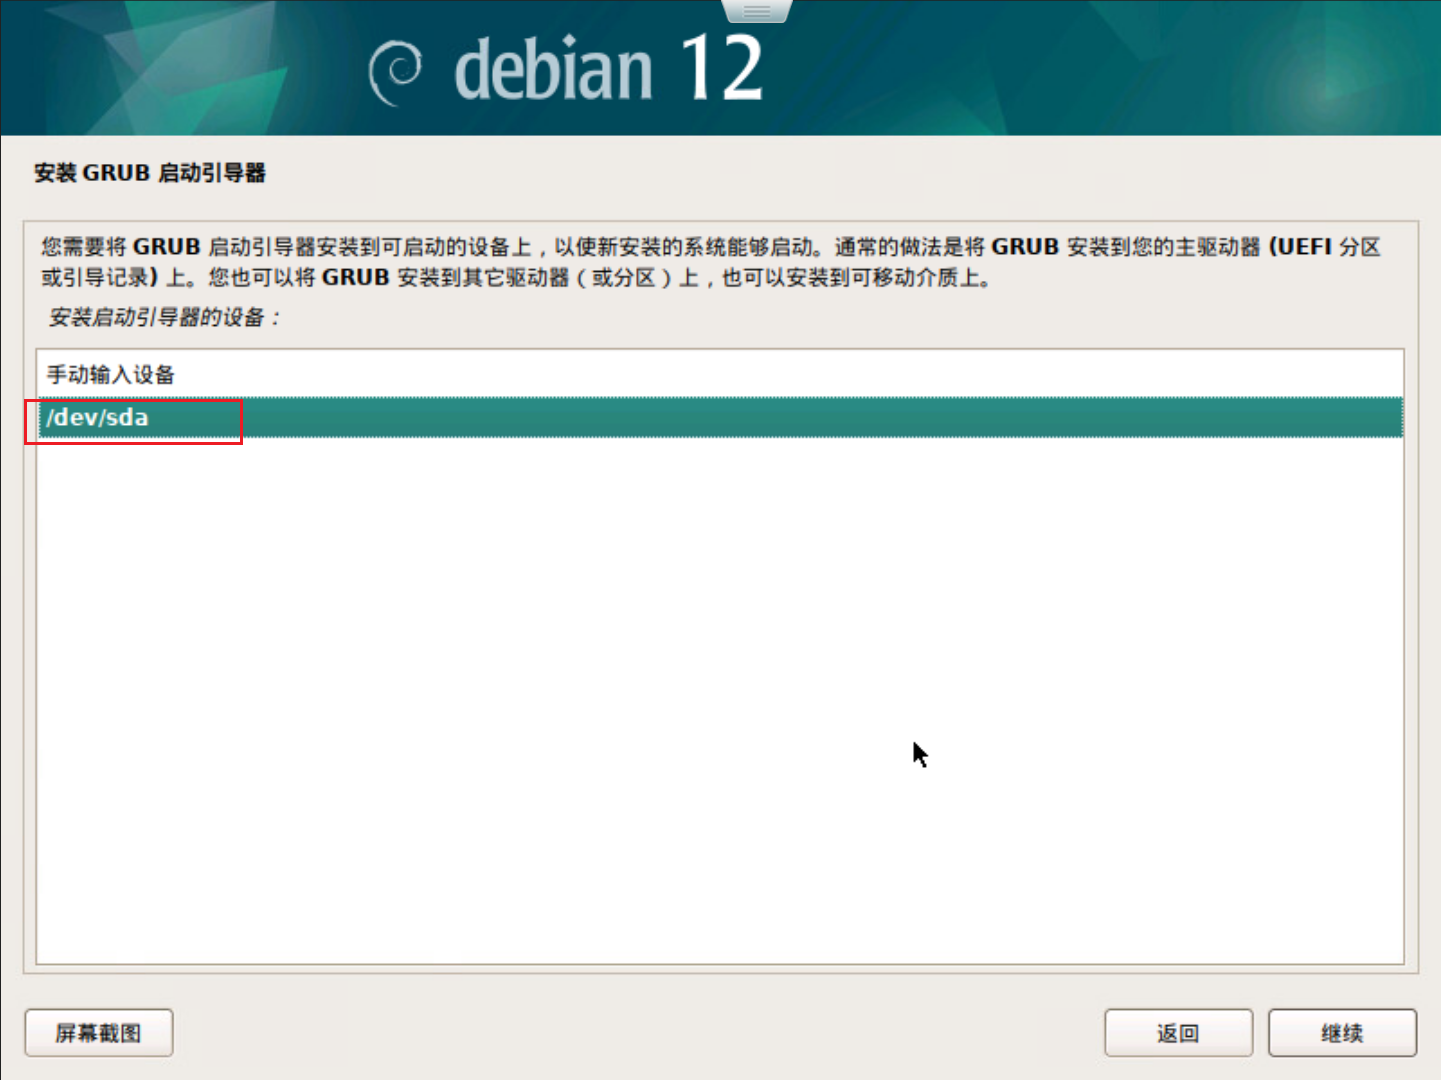 debian 12
安装 GRUB 启动引导器
您需要将 GRUB 启动引导器安装到可启动的设备上，以使新安装的系统能够启动。通常的做法是将 GRUB 安装到您的主驱动器 (UEFI 分区
或引导记录) 上。您也可以将 GRUB 安装到其它驱动器（或分区）上，也可以安装到可移动介质上。
安装启动引导器的设备：
手动输入设备
/dev/sda
屏幕截图
返回
继续